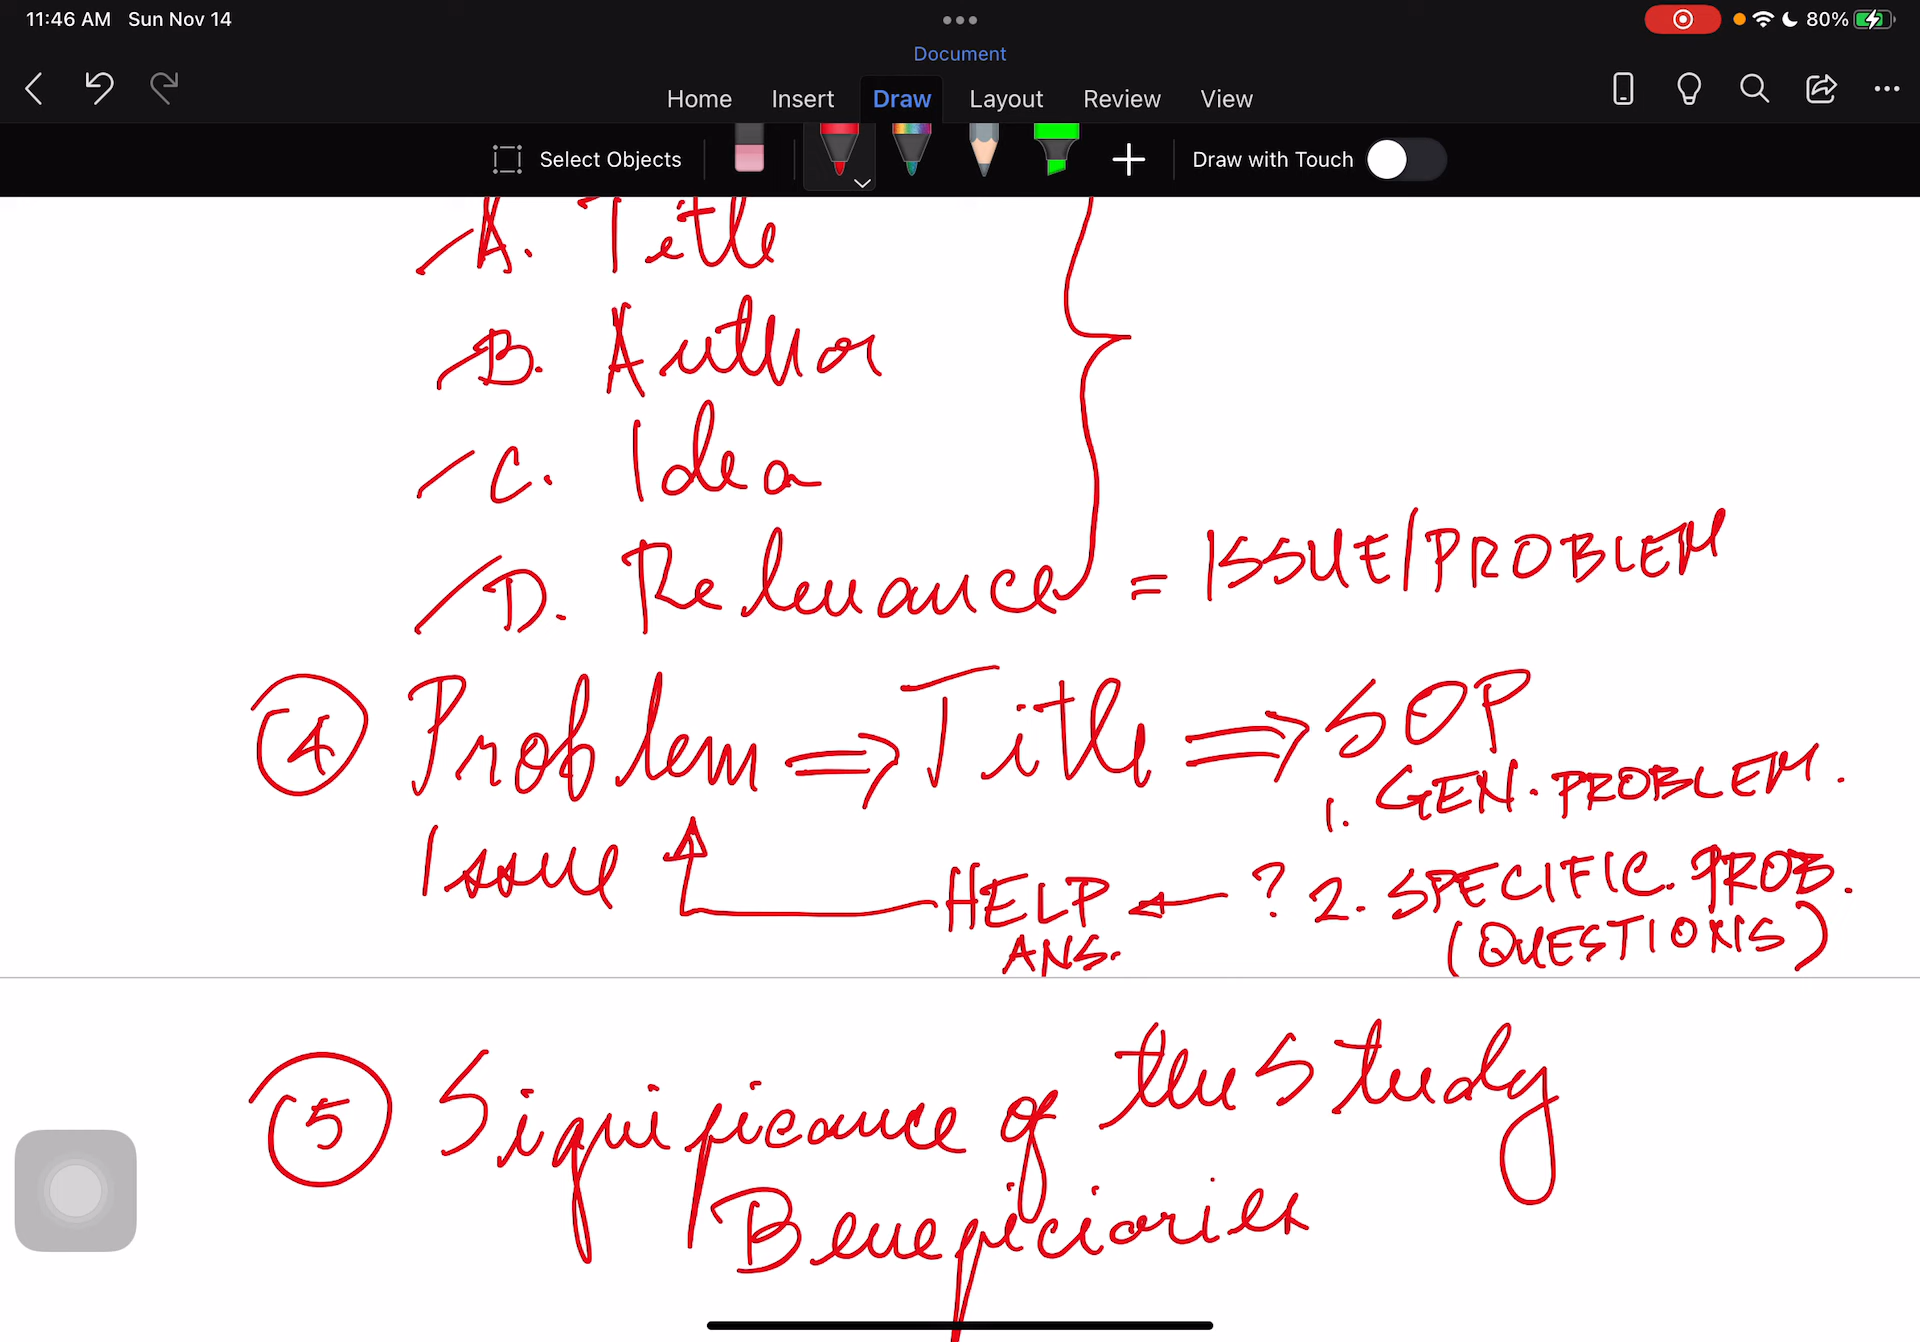 11:46 AM Sun Nov 14
80%
Document
Home Insert Draw Layout Review View
Select Objects
Draw with Touch
A. Title
B. Author
C. Idea
D. Relevance = ISSUE/PROBLEM
4 Problem ⇒ Title ⇒ SOP
1. GEN. PROBLEM.
Issue HELP ← ? 2. SPECIFIC. PROB.
ANS. (QUESTIONS)
5 Significance of the Study
Beneficiaries